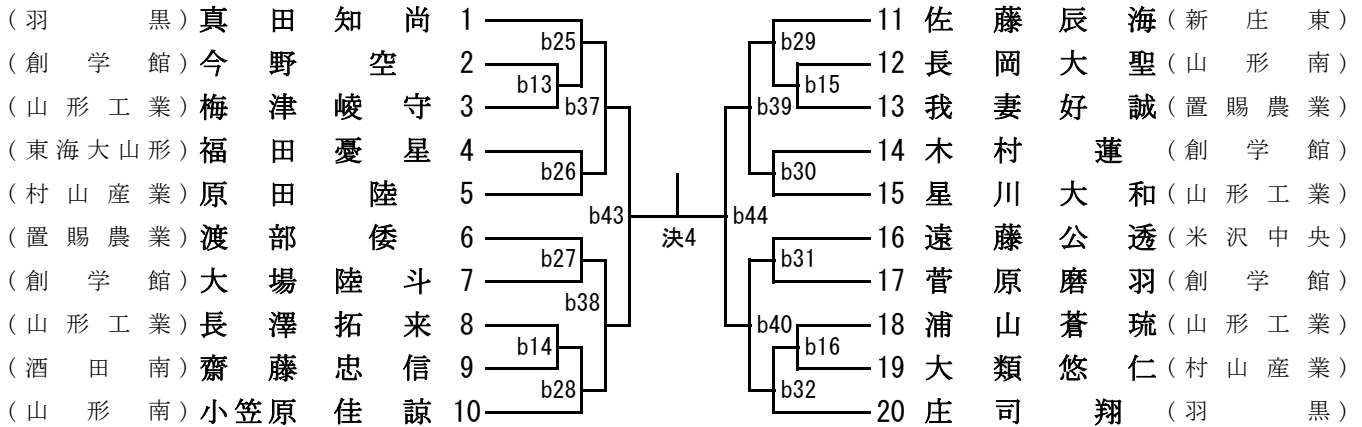 (羽黒) 真田知尚 1
b25
(創学館) 今野空 2
b13
(山形工業) 梅津崚守 3
b37
(東海大山形) 福田憂星 4
b26
(村山産業) 原田陸 5
b43
(置賜農業) 渡部倭 6
b27
(創学館) 大場陸斗 7
b38
(山形工業) 長澤拓来 8
b14
(酒田南) 齋藤忠信 9
b28
(山形南) 小笠原佳諒 10
決4
11 佐藤辰海 (新庄東)
b29
12 長岡大聖 (山形南)
b15
13 我妻好誠 (置賜農業)
b39
14 木村蓮 (創学館)
b30
15 星川大和 (山形工業)
b44
16 遠藤公透 (米沢中央)
b31
17 菅原磨羽 (創学館)
b40
18 浦山蒼琉 (山形工業)
b16
19 大類悠仁 (村山産業)
b32
20 庄司翔 (羽黒)